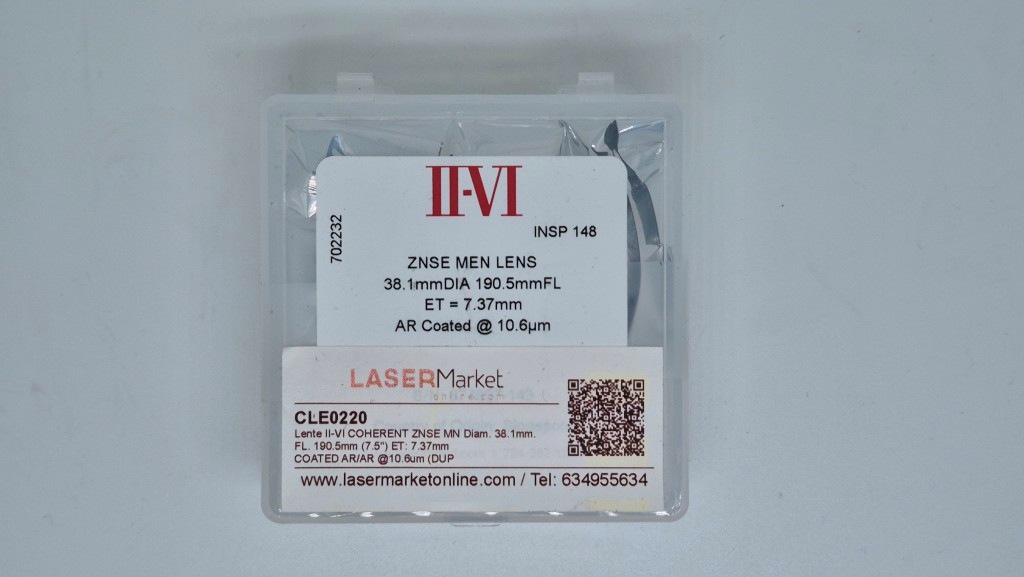 II-VI
702232
INSP 148
ZNSE MEN LENS
38.1mmDIA 190.5mmFL
ET = 7.37mm
AR Coated @ 10.6µm
LASERMarket
online.com
CLE0220
Lente II-VI COHERENT ZNSE MN Diam. 38.1mm.
FL. 190.5mm (7.5") ET: 7.37mm
COATED AR/AR @10.6um (DUP
www.lasermarketonline.com / Tel: 634955634